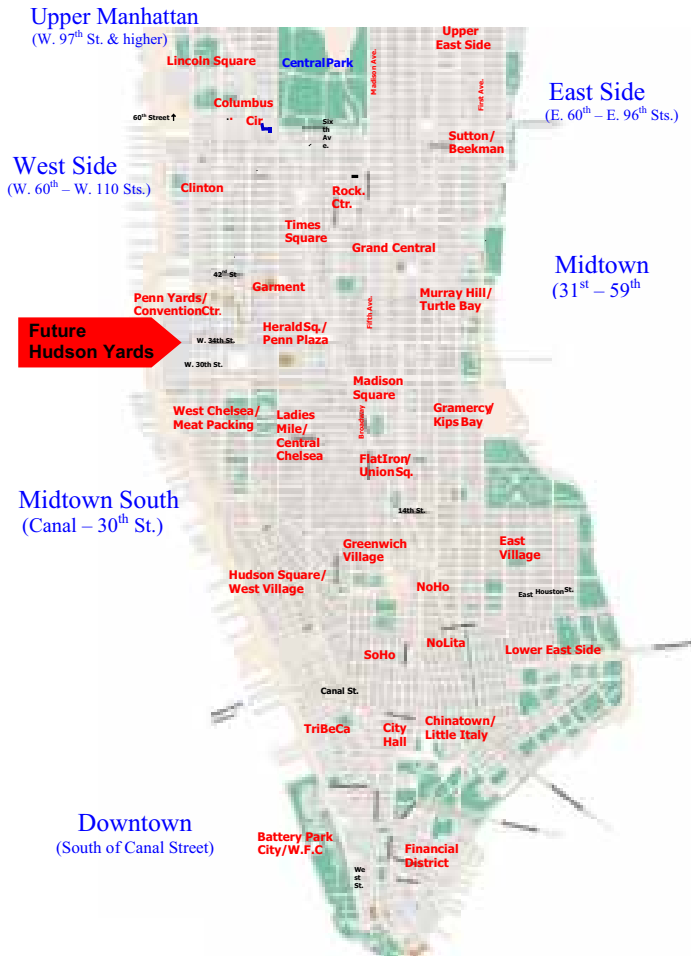 Upper Manhattan
(W. 97th St. & higher)
Upper
East Side
Lincoln Square
CentralPark
Madison Ave.
First Ave.
East Side
(E. 60th – E. 96th Sts.)
Columbus
Cir.
60th Street
Six
th
Av
e.
Sutton/
Beekman
West Side
(W. 60th – W. 110 Sts.)
Clinton
Rock.
Ctr.
Times
Square
Grand Central
42nd St
Midtown
(31st – 59th
Garment
Penn Yards/
ConventionCtr.
Murray Hill/
Turtle Bay
Fifth Ave.
Future
Hudson Yards
HeraldSq./
Penn Plaza
W. 34th St.
W. 30th St.
Madison
Square
West Chelsea/
Meat Packing
Ladies
Mile/
Central
Chelsea
Broadway
Gramercy/
Kips Bay
FlatIron/
UnionSq.
Midtown South
(Canal – 30th St.)
14th St.
Greenwich
Village
East
Village
Hudson Square/
West Village
NoHo
East Houston St.
NoLita
SoHo
Lower East Side
Canal St.
TriBeCa
City
Hall
Chinatown/
Little Italy
Downtown
(South of Canal Street)
Battery Park
City/W.F.C
Financial
District
We
st
St.